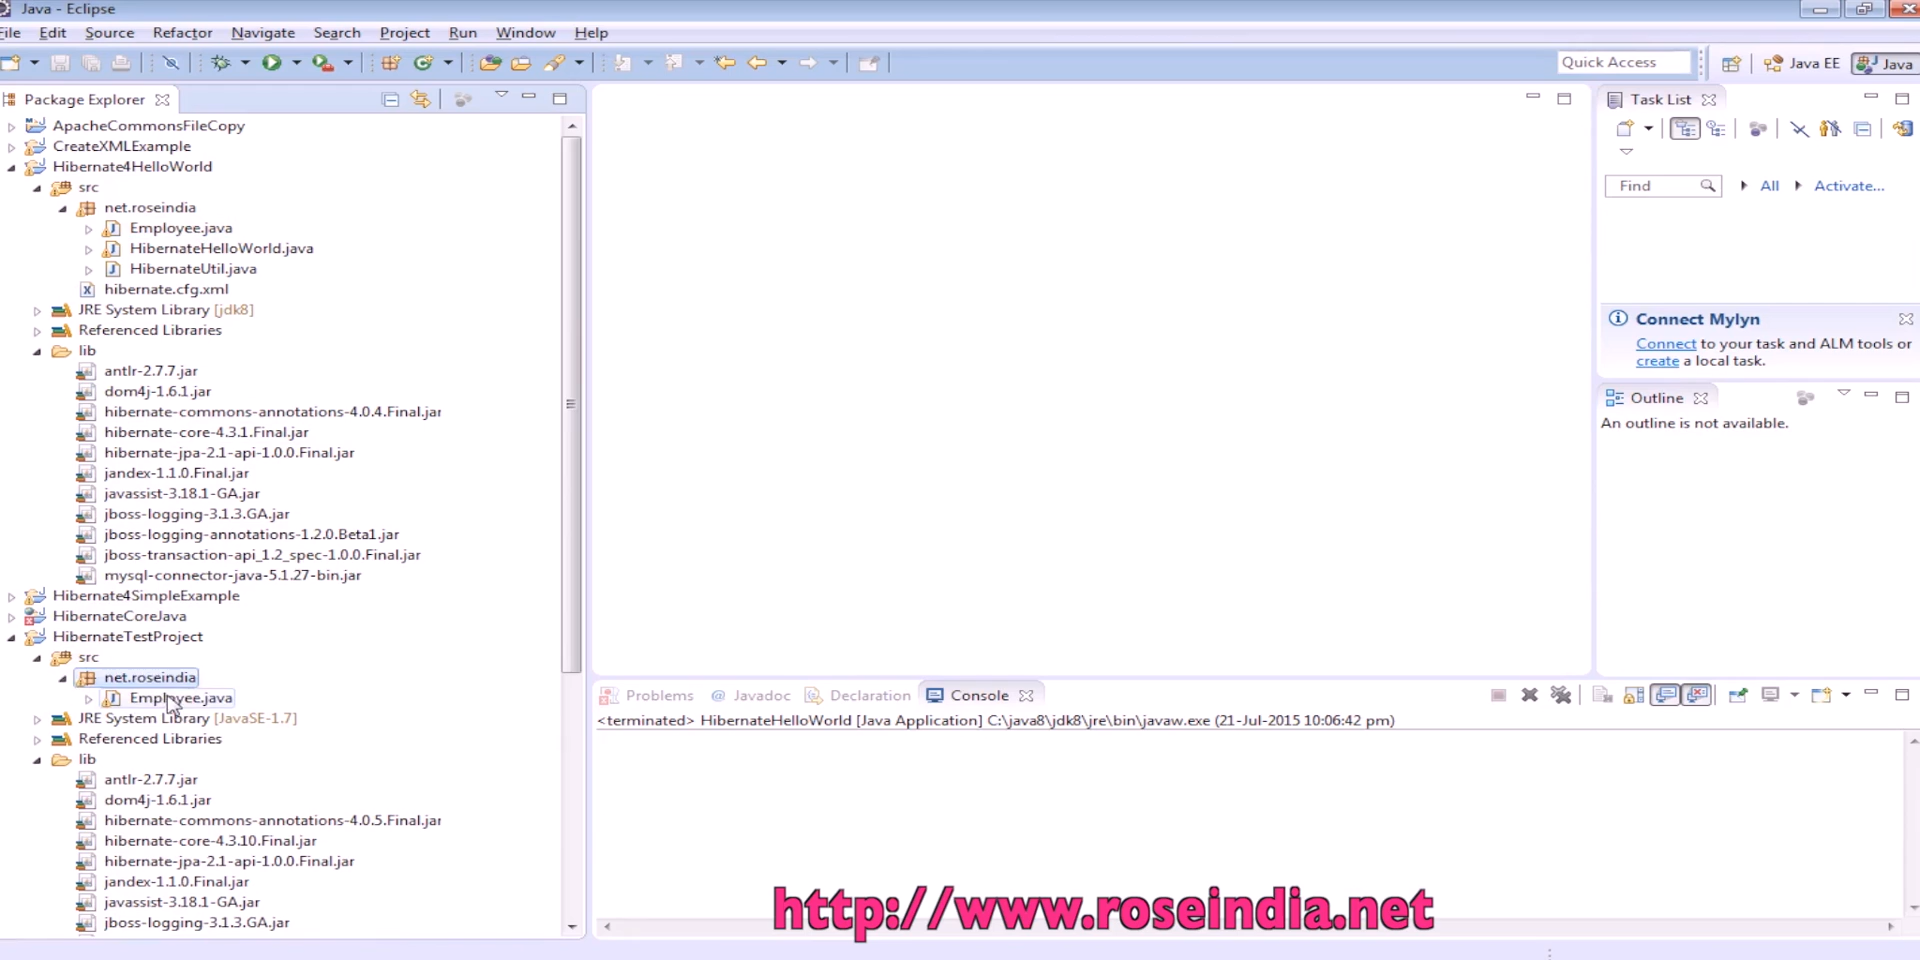 Java - Eclipse
File Edit Source Refactor Navigate Search Project Run Window Help
Quick Access
Java EE
Java
Package Explorer
ApacheCommonsFileCopy
CreateXMLExample
Hibernate4HelloWorld
src
net.roseindia
Employee.java
HibernateHelloWorld.java
HibernateUtil.java
hibernate.cfg.xml
JRE System Library [jdk8]
Referenced Libraries
lib
antlr-2.7.7.jar
dom4j-1.6.1.jar
hibernate-commons-annotations-4.0.4.Final.jar
hibernate-core-4.3.1.Final.jar
hibernate-jpa-2.1-api-1.0.0.Final.jar
jandex-1.1.0.Final.jar
javassist-3.18.1-GA.jar
jboss-logging-3.1.3.GA.jar
jboss-logging-annotations-1.2.0.Beta1.jar
jboss-transaction-api_1.2_spec-1.0.0.Final.jar
mysql-connector-java-5.1.27-bin.jar
Hibernate4SimpleExample
HibernateCoreJava
HibernateTestProject
src
net.roseindia
Employee.java
JRE System Library [JavaSE-1.7]
Referenced Libraries
lib
antlr-2.7.7.jar
dom4j-1.6.1.jar
hibernate-commons-annotations-4.0.5.Final.jar
hibernate-core-4.3.10.Final.jar
hibernate-jpa-2.1-api-1.0.0.Final.jar
jandex-1.1.0.Final.jar
javassist-3.18.1-GA.jar
jboss-logging-3.1.3.GA.jar
Task List
Find
All
Activate...
Connect Mylyn
Connect to your task and ALM tools or
create a local task.
Outline
An outline is not available.
Problems @ Javadoc Declaration Console
<terminated> HibernateHelloWorld [Java Application] C:\java8\jdk8\jre\bin\javaw.exe (21-Jul-2015 10:06:42 pm)
http://www.roseindia.net